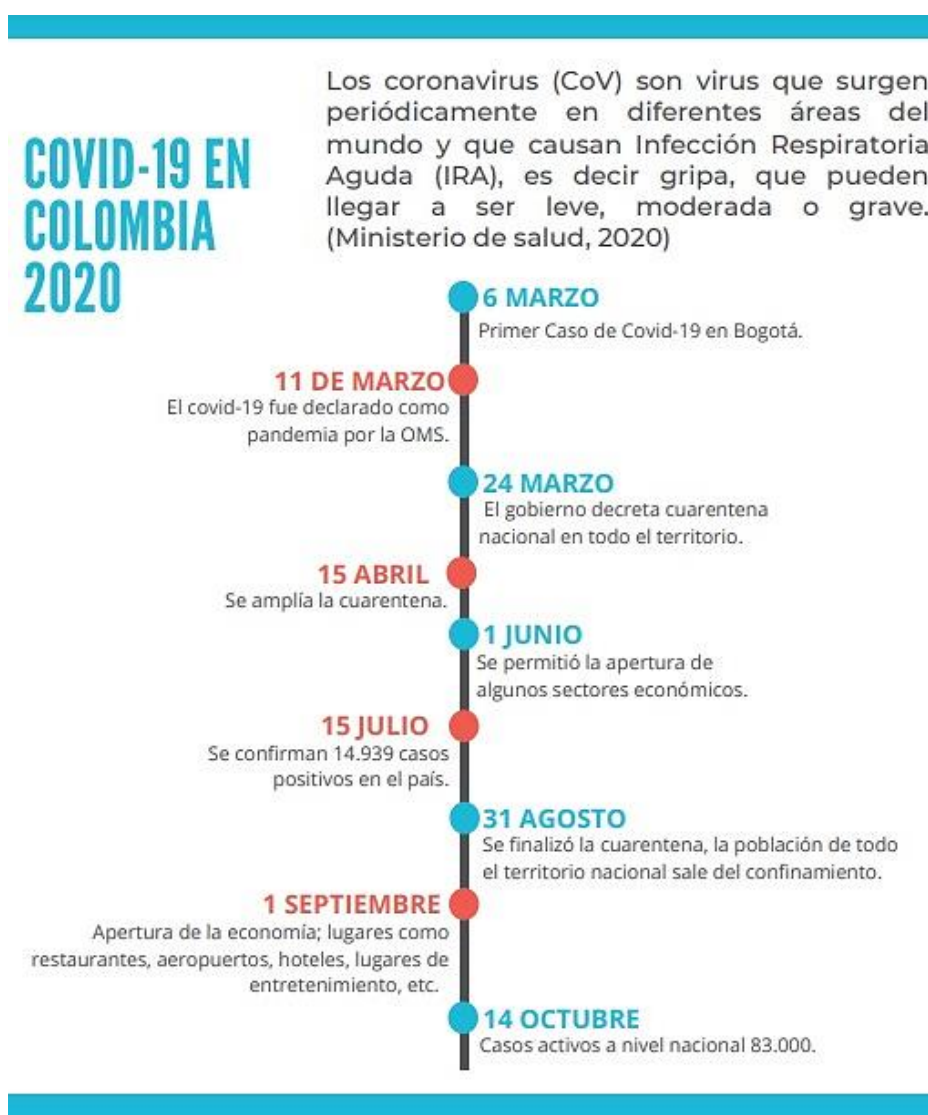 COVID-19 EN
COLOMBIA
2020
Los coronavirus (CoV) son virus que surgen
periódicamente en diferentes áreas del
mundo y que causan Infección Respiratoria
Aguda (IRA), es decir gripa, que pueden
llegar a ser leve, moderada o grave.
(Ministerio de salud, 2020)
6 MARZO
Primer Caso de Covid-19 en Bogotá.
11 DE MARZO
El covid-19 fue declarado como
pandemia por la OMS.
24 MARZO
El gobierno decreta cuarentena
nacional en todo el territorio.
15 ABRIL
Se amplía la cuarentena.
1 JUNIO
Se permitió la apertura de
algunos sectores económicos.
15 JULIO
Se confirman 14.939 casos
positivos en el país.
31 AGOSTO
Se finalizó la cuarentena, la población de todo
el territorio nacional sale del confinamiento.
1 SEPTIEMBRE
Apertura de la economía; lugares como
restaurantes, aeropuertos, hoteles, lugares de
entretenimiento, etc.
14 OCTUBRE
Casos activos a nivel nacional 83.000.